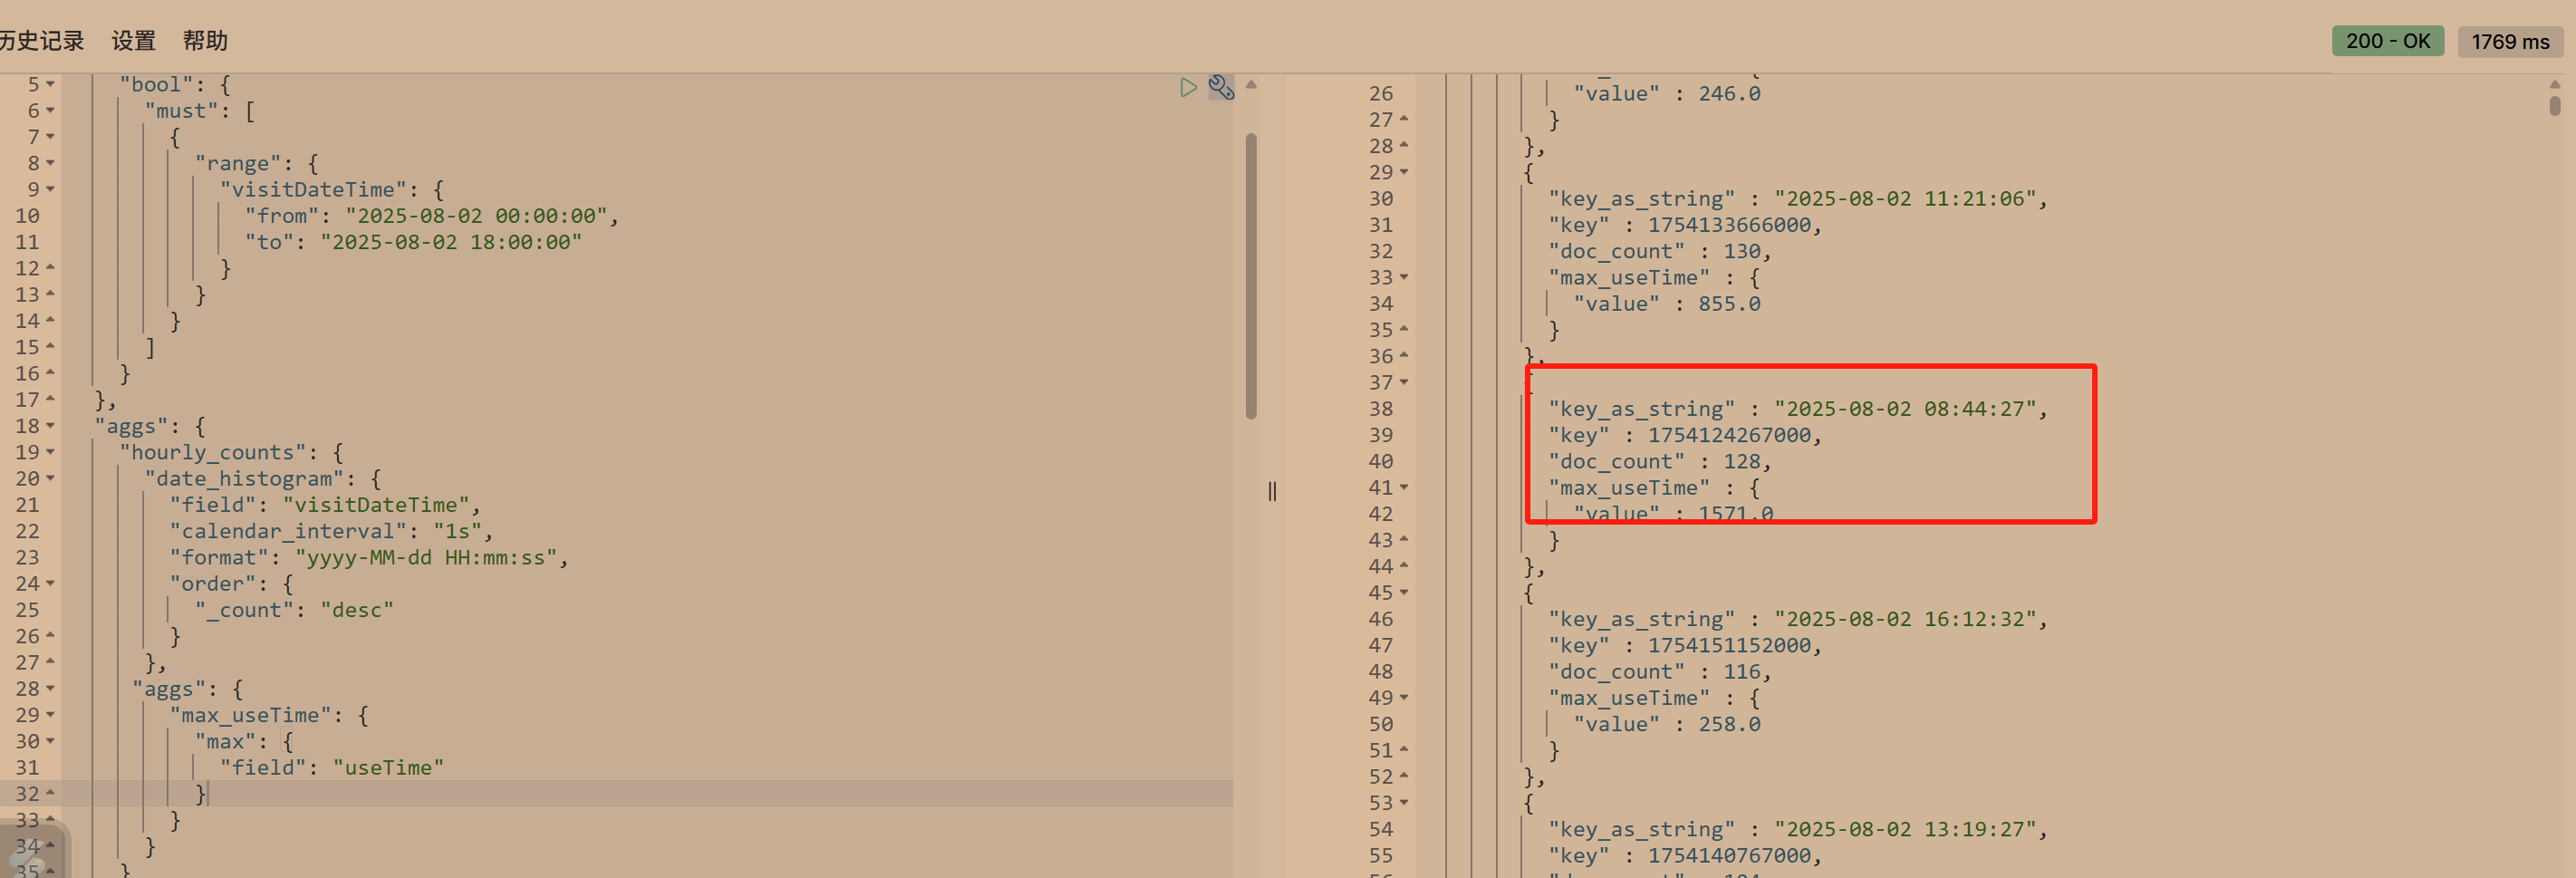 历史记录 设置 帮助
200 - OK 1769 ms
5 "bool": {
6 "must": [
7 {
8 "range": {
9 "visitDateTime": {
10 "from": "2025-08-02 00:00:00",
11 "to": "2025-08-02 18:00:00"
12 }
13 }
14 }
15 ]
16 }
17 },
18 "aggs": {
19 "hourly_counts": {
20 "date_histogram": {
21 "field": "visitDateTime",
22 "calendar_interval": "1s",
23 "format": "yyyy-MM-dd HH:mm:ss",
24 "order": {
25 "_count": "desc"
26 }
27 },
28 "aggs": {
29 "max_useTime": {
30 "max": {
31 "field": "useTime"
32 }
33 }
34 }
35 }
26 "value" : 246.0
27 }
28 },
29 {
30 "key_as_string" : "2025-08-02 11:21:06",
31 "key" : 1754133666000,
32 "doc_count" : 130,
33 "max_useTime" : {
34 "value" : 855.0
35 }
36 },
37 {
38 "key_as_string" : "2025-08-02 08:44:27",
39 "key" : 1754124267000,
40 "doc_count" : 128,
41 "max_useTime" : {
42 "value" : 1571.0
43 }
44 },
45 {
46 "key_as_string" : "2025-08-02 16:12:32",
47 "key" : 1754151152000,
48 "doc_count" : 116,
49 "max_useTime" : {
50 "value" : 258.0
51 }
52 },
53 {
54 "key_as_string" : "2025-08-02 13:19:27",
55 "key" : 1754140767000,